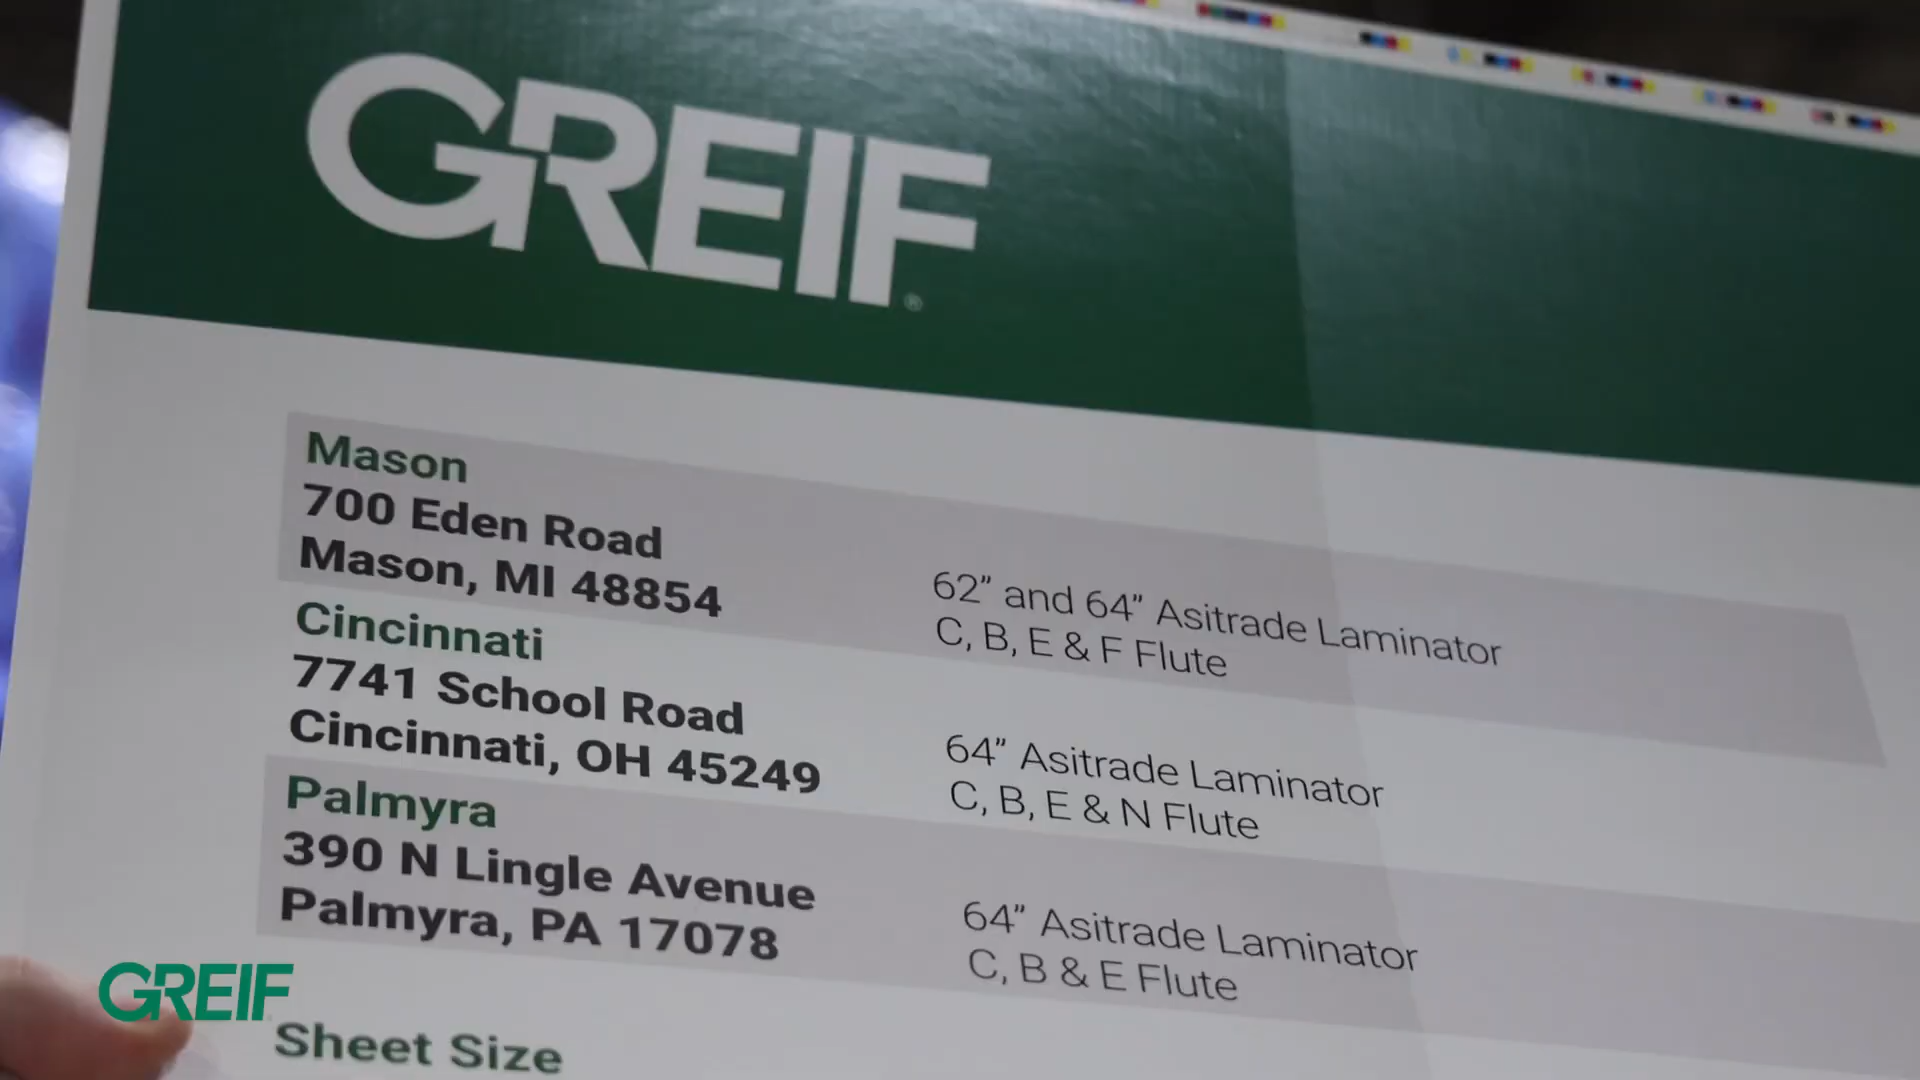 GREIF®
Mason
700 Eden Road
Mason, MI 48854
62” and 64” Asitrade Laminator
C, B, E & F Flute
Cincinnati
7741 School Road
Cincinnati, OH 45249
64” Asitrade Laminator
C, B, E & N Flute
Palmyra
390 N Lingle Avenue
Palmyra, PA 17078
64” Asitrade Laminator
C, B & E Flute
GREIF
Sheet Size